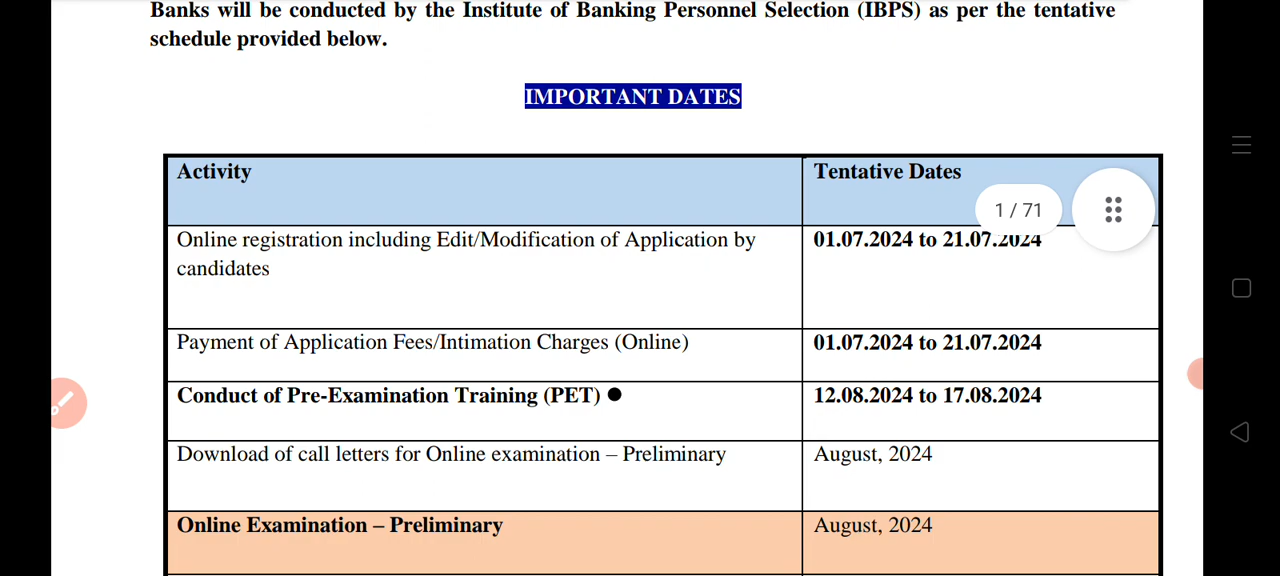 Banks will be conducted by the Institute of Banking Personnel Selection (IBPS) as per the tentative
schedule provided below.
IMPORTANT DATES
Activity
Tentative Dates
1 / 71
Online registration including Edit/Modification of Application by
candidates
01.07.2024 to 21.07.2024
Payment of Application Fees/Intimation Charges (Online)
01.07.2024 to 21.07.2024
Conduct of Pre-Examination Training (PET) ●
12.08.2024 to 17.08.2024
Download of call letters for Online examination – Preliminary
August, 2024
Online Examination – Preliminary
August, 2024